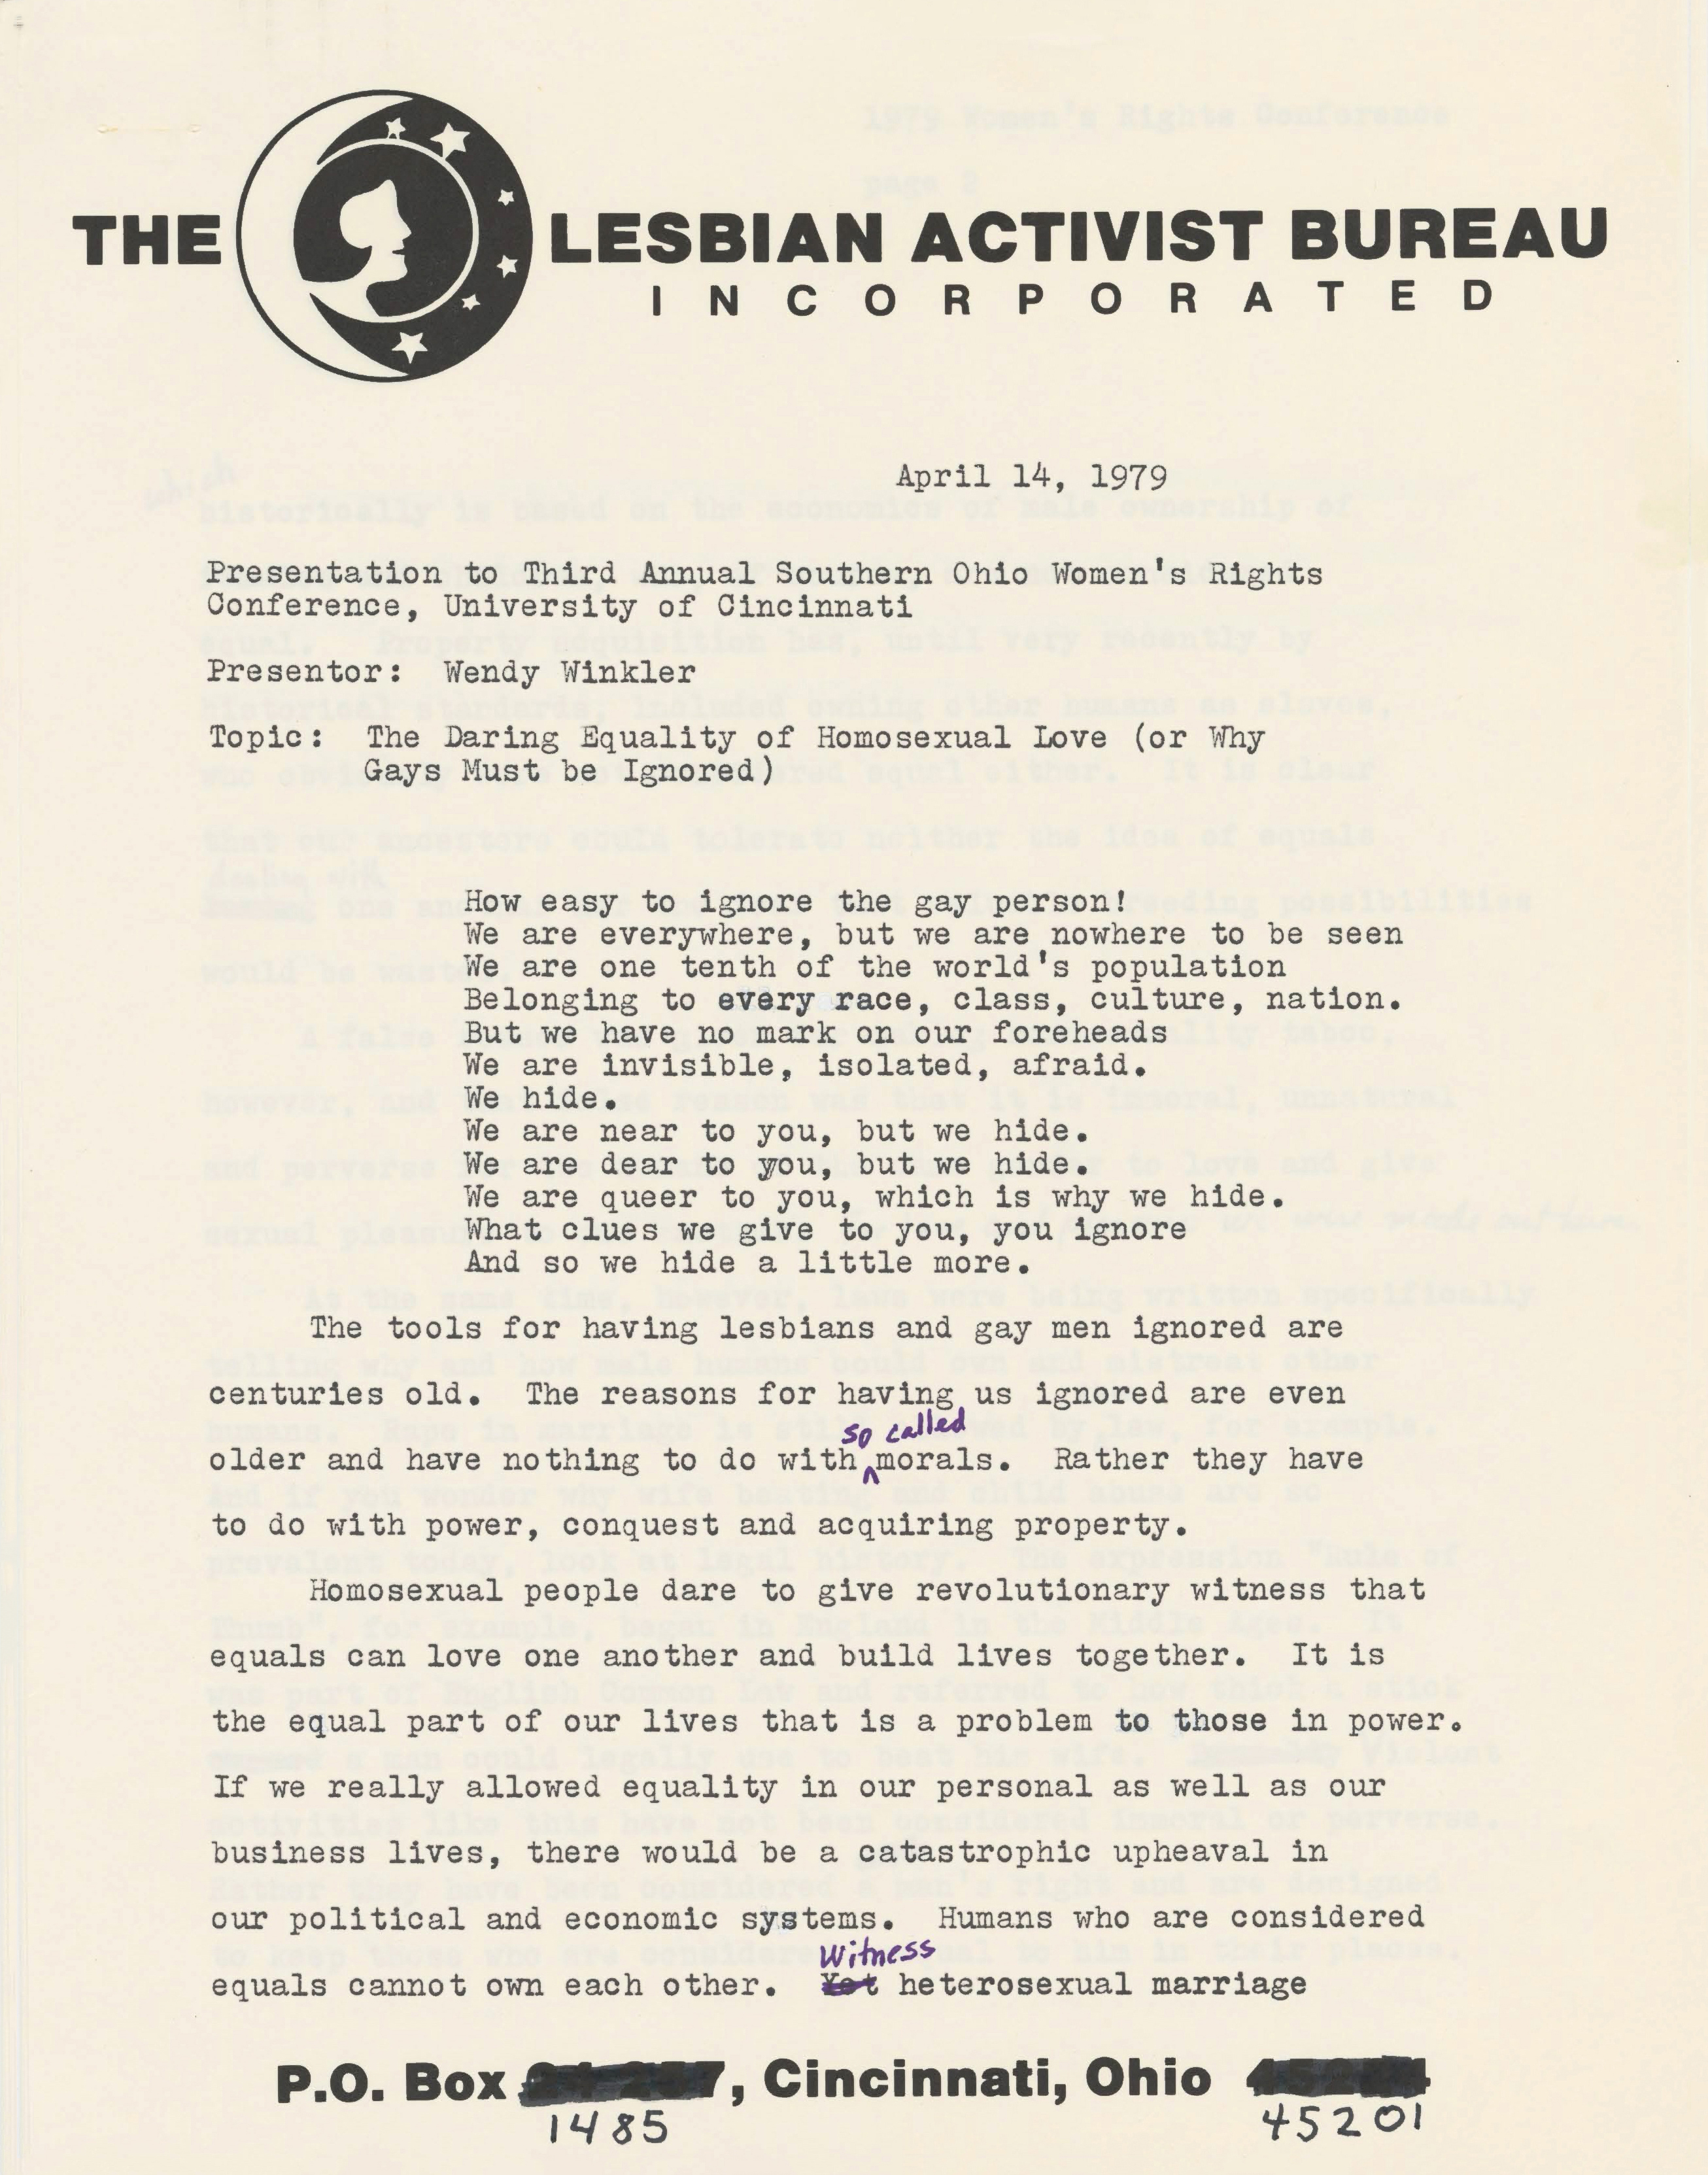 THE LESBIAN ACTIVIST BUREAU
INCORPORATED
April 14, 1979
Presentation to Third Annual Southern Ohio Women's Rights
Conference, University of Cincinnati
Presentor: Wendy Winkler
Topic: The Daring Equality of Homosexual Love (or Why
Gays Must be Ignored)
How easy to ignore the gay person!
We are everywhere, but we are nowhere to be seen
We are one tenth of the world's population
Belonging to every race, class, culture, nation.
But we have no mark on our foreheads
We are invisible, isolated, afraid.
We hide.
We are near to you, but we hide.
We are dear to you, but we hide.
We are queer to you, which is why we hide.
What clues we give to you, you ignore
And so we hide a little more.
The tools for having lesbians and gay men ignored are
centuries old. The reasons for having us ignored are even
so called
older and have nothing to do with morals. Rather they have
to do with power, conquest and acquiring property.
Homosexual people dare to give revolutionary witness that
equals can love one another and build lives together. It is
the equal part of our lives that is a problem to those in power.
If we really allowed equality in our personal as well as our
business lives, there would be a catastrophic upheaval in
our political and economic systems. Humans who are considered
Witness
equals cannot own each other. Yet heterosexual marriage
P.O. Box , Cincinnati, Ohio
1485 45201